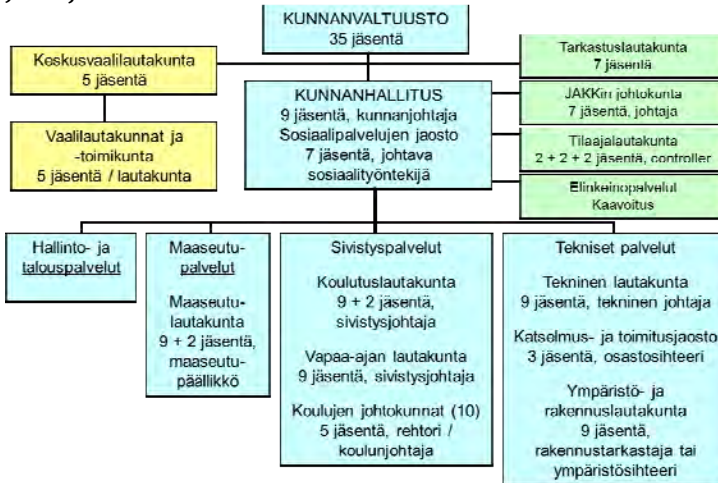 KUNNANVALTUUSTO
35 jäsentä
Keskusvaalilautakunta
5 jäsentä
Tarkastuslautakunta
7 jäsentä
KUNNANHALLITUS
9 jäsentä, kunnanjohtaja
Sosiaalipalvelujen jaosto
7 jäsentä, johtava
sosiaalityöntekijä
JAKKin johtokunta
7 jäsentä, johtaja
Vaalilautakunnat ja
-toimikunta
5 jäsentä / lautakunta
Tilaajalautakunta
2 + 2 + 2 jäsentä, controller
Elinkeinopalvelut
Kaavoitus
Hallinto- ja
talouspalvelut
Maaseutu-
palvelut
Maaseutu-
lautakunta
9 + 2 jäsentä,
maaseutu-
päällikkö
Sivistyspalvelut
Koulutuslautakunta
9 + 2 jäsentä,
sivistysjohtaja
Vapaa-ajan lautakunta
9 jäsentä, sivistysjohtaja
Koulujen johtokunnat (10)
5 jäsentä, rehtori /
koulunjohtaja
Tekniset palvelut
Tekninen lautakunta
9 jäsentä, tekninen johtaja
Katselmus- ja toimitusjaosto
3 jäsentä, osastosihteeri
Ympäristö- ja
rakennuslautakunta
9 jäsentä,
rakennustarkastaja tai
ympäristösihteeri